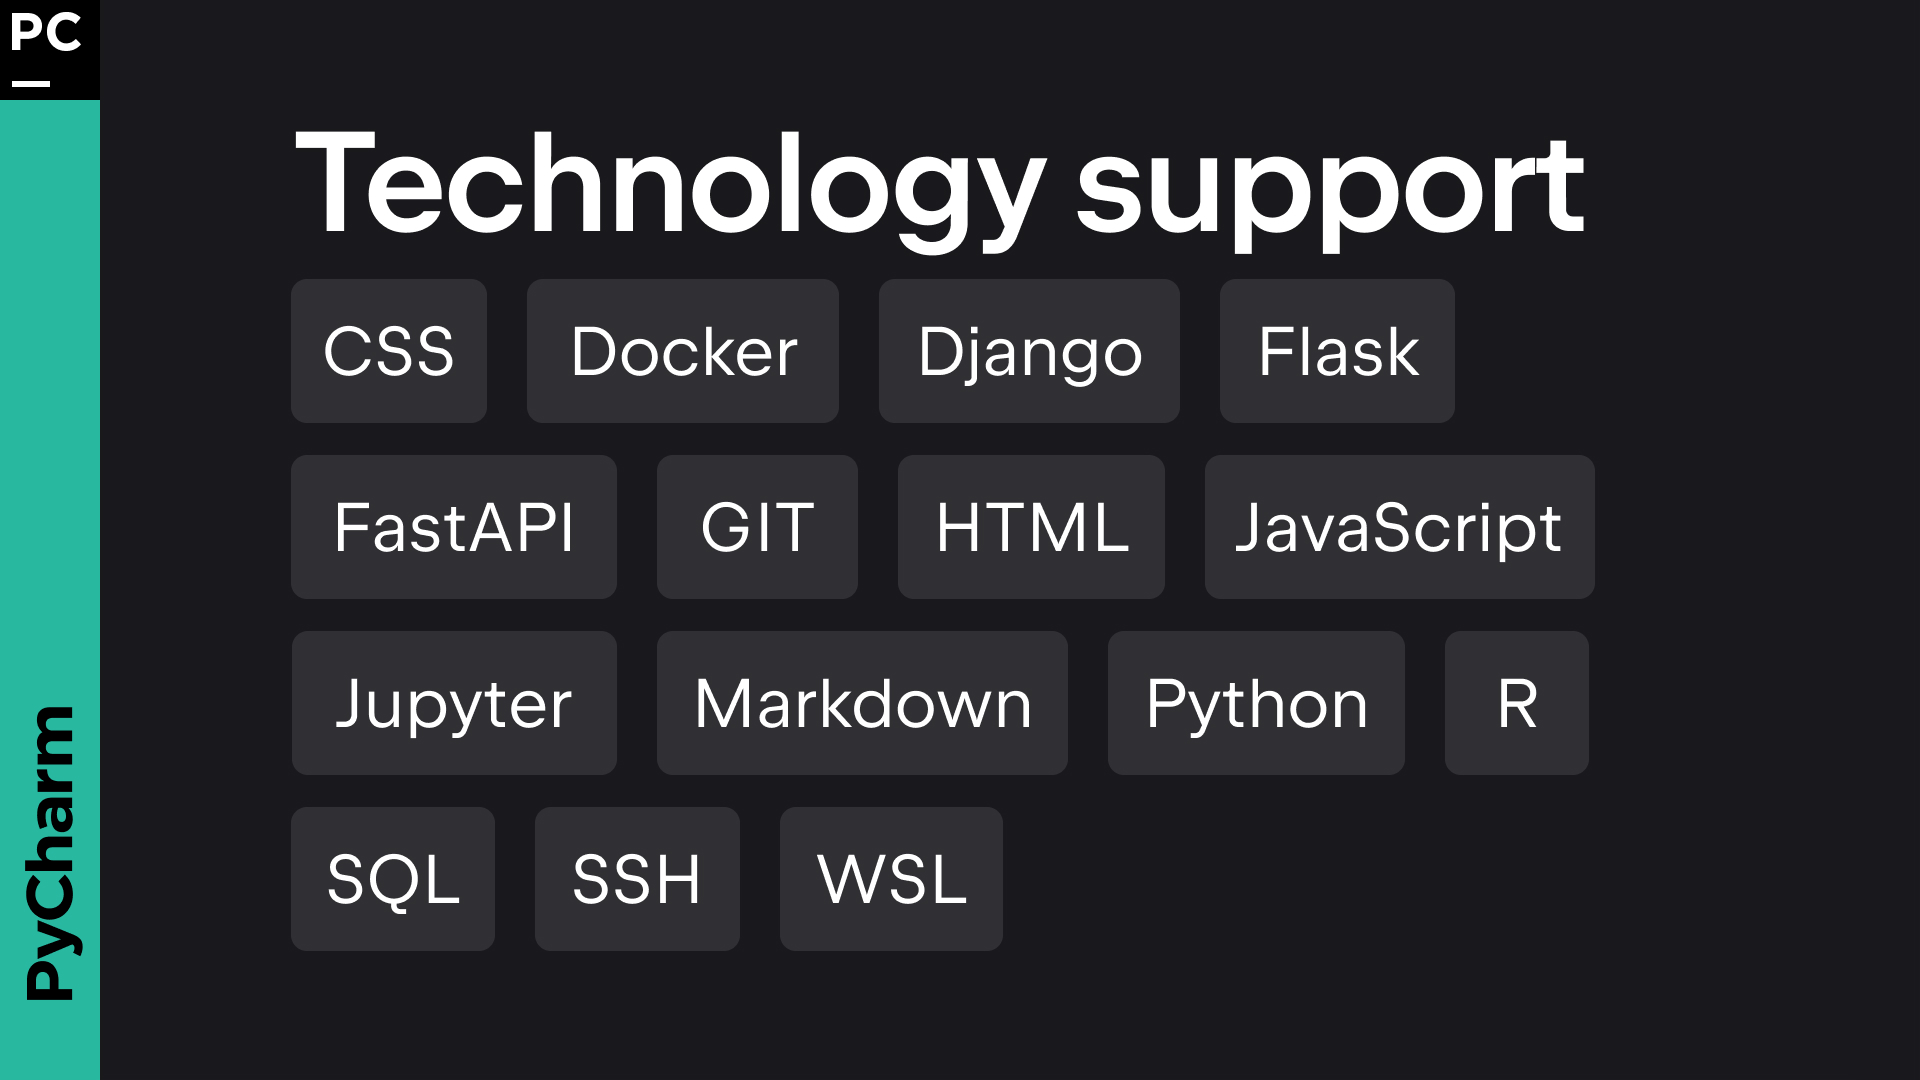 PC
Technology support
CSS Docker Django Flask
FastAPI GIT HTML JavaScript
Jupyter Markdown Python R
SQL SSH WSL
PyCharm